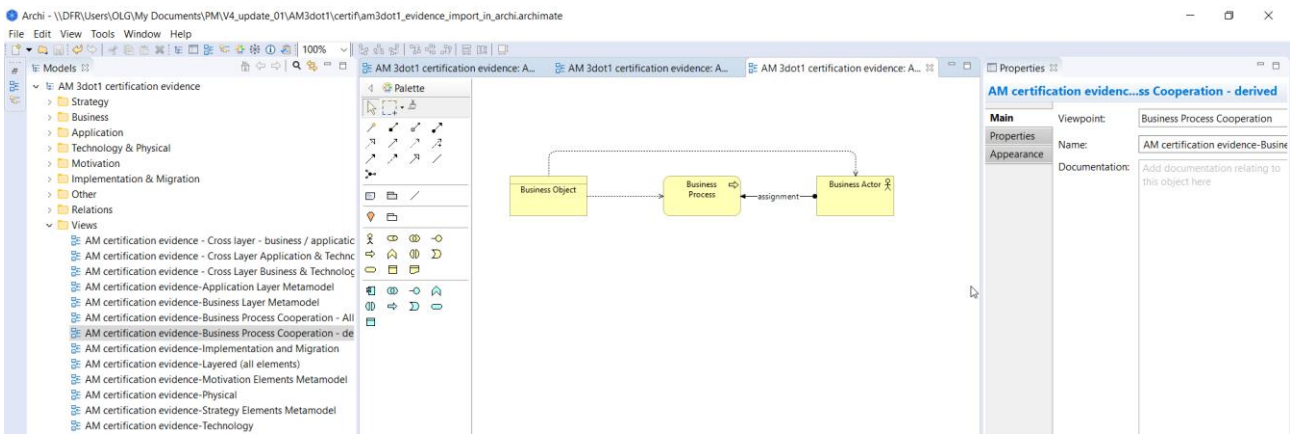 Archi - \\DFR\Users\OLG\My Documents\PM\V4_update_01\AM3dot1\certif\am3dot1_evidence_import_in_archi.archimate
File Edit View Tools Window Help
100%
Models
AM 3dot1 certification evidence
Strategy
Business
Application
Technology & Physical
Motivation
Implementation & Migration
Other
Relations
Views
AM certification evidence - Cross layer - business / applicatic
AM certification evidence - Cross Layer Application & Techno
AM certification evidence - Cross Layer Business & Technolog
AM certification evidence-Application Layer Metamodel
AM certification evidence-Business Layer Metamodel
AM certification evidence-Business Process Cooperation - All
AM certification evidence-Business Process Cooperation - de
AM certification evidence-Implementation and Migration
AM certification evidence-Layered (all elements)
AM certification evidence-Motivation Elements Metamodel
AM certification evidence-Physical
AM certification evidence-Strategy Elements Metamodel
AM certification evidence-Technology
AM 3dot1 certification evidence: A...
AM 3dot1 certification evidence: A...
AM 3dot1 certification evidence: A...
Palette
Business Object
Business
Process
assignment
Business Actor
Properties
AM certification evidenc...ss Cooperation - derived
Main
Properties
Appearance
Viewpoint:
Business Process Cooperation
Name:
AM certification evidence-Busine
Documentation:
Add documentation relating to
this object here